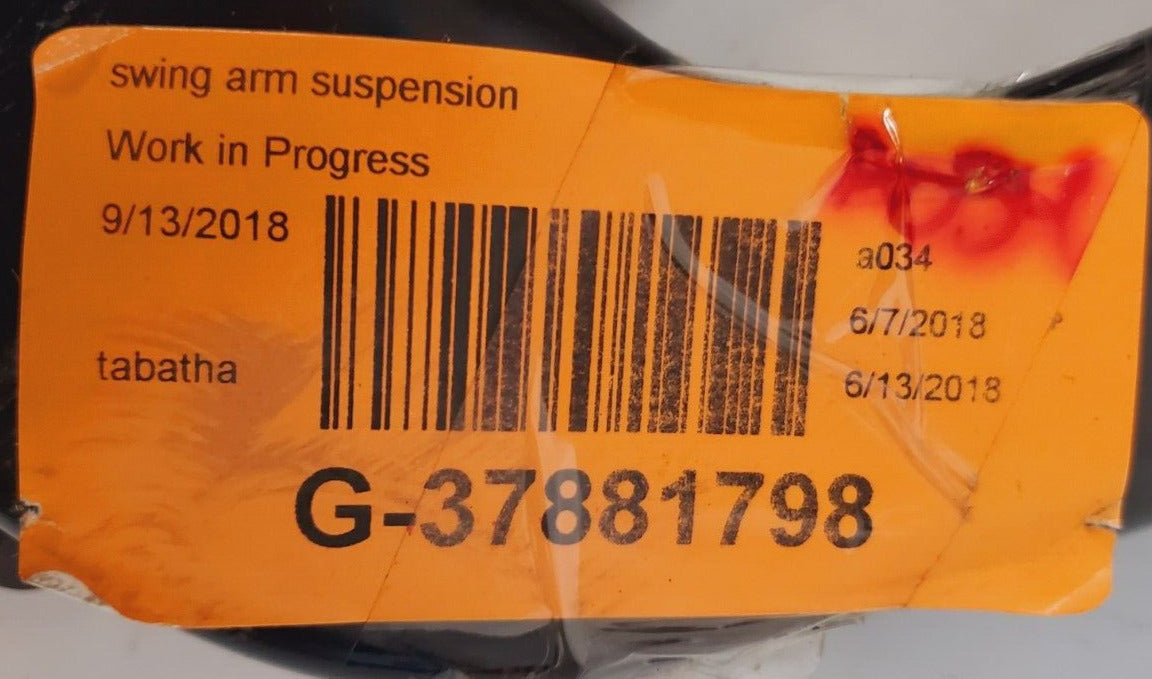 swing arm suspension
Work in Progress
9/13/2018
tabatha
a034
6/7/2018
6/13/2018
G-37881798